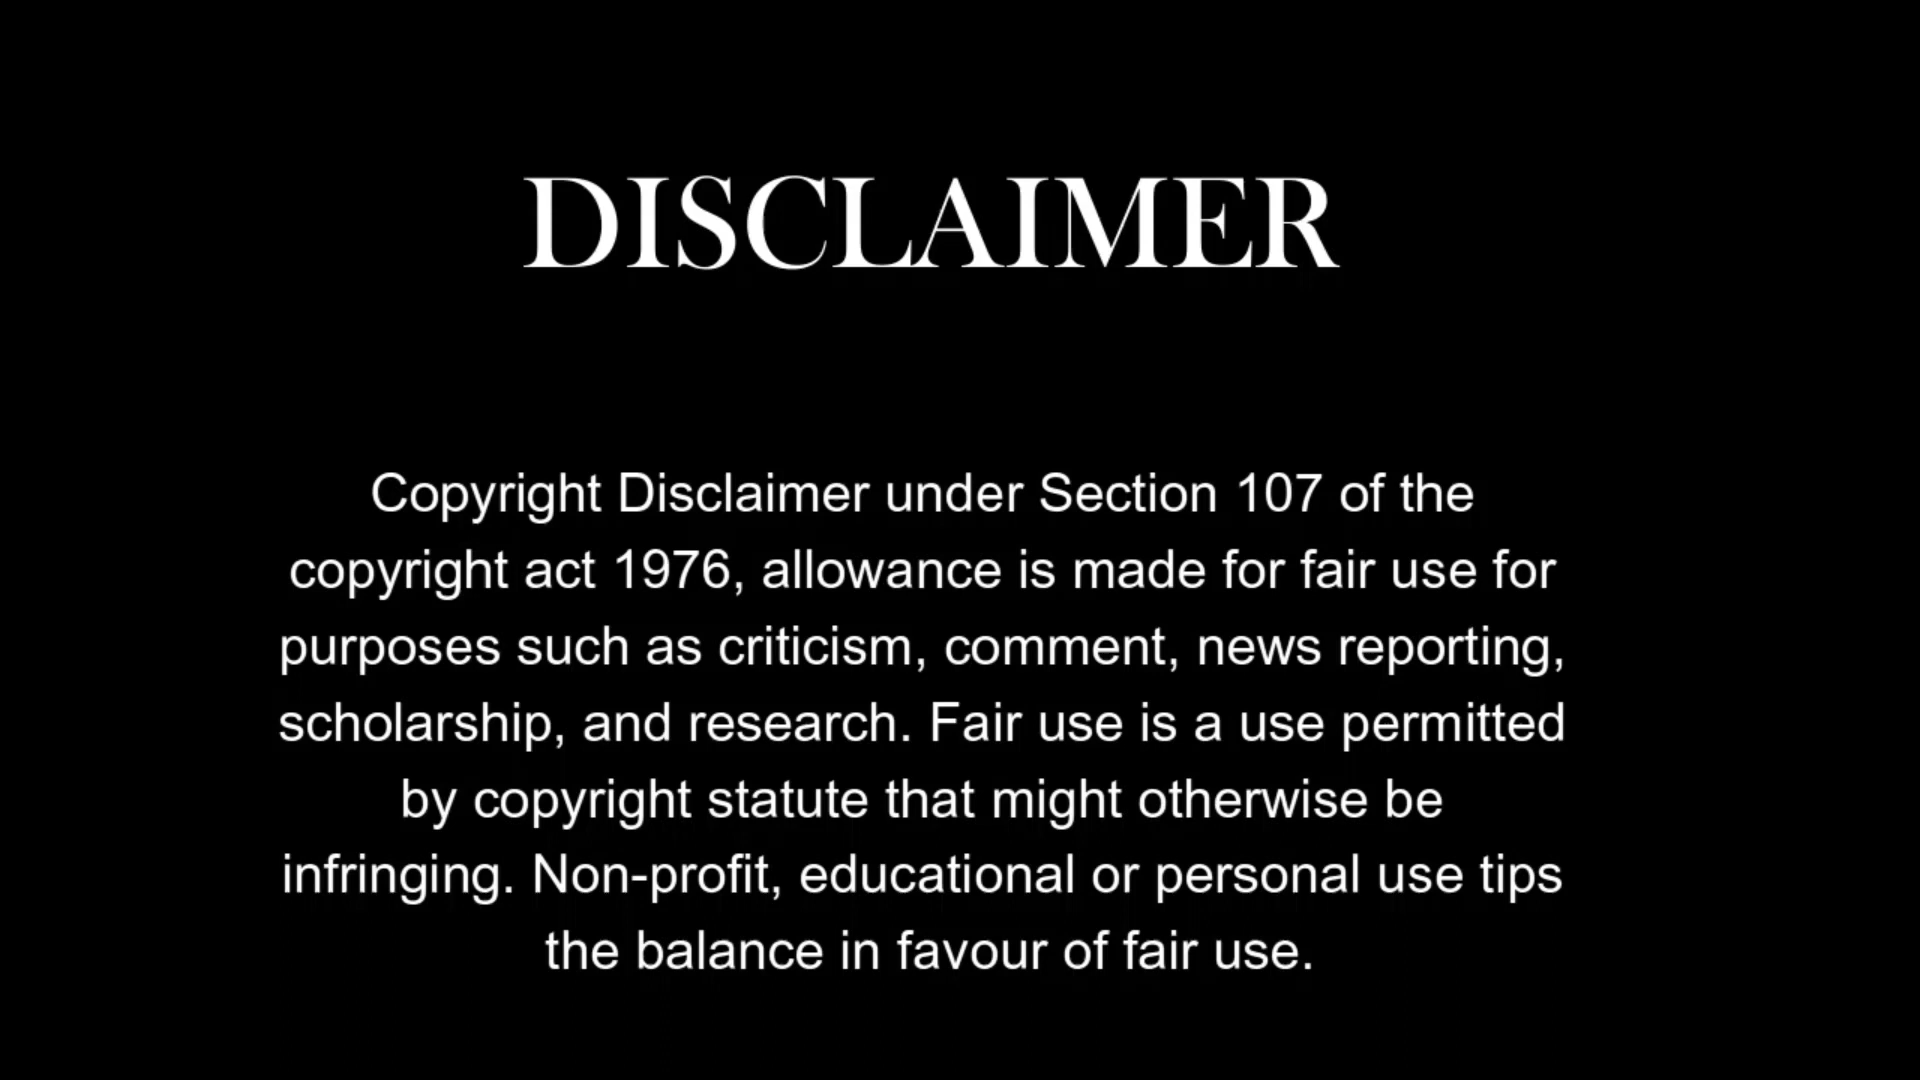 DISCLAIMER
Copyright Disclaimer under Section 107 of the
copyright act 1976, allowance is made for fair use for
purposes such as criticism, comment, news reporting,
scholarship, and research. Fair use is a use permitted
by copyright statute that might otherwise be
infringing. Non-profit, educational or personal use tips
the balance in favour of fair use.